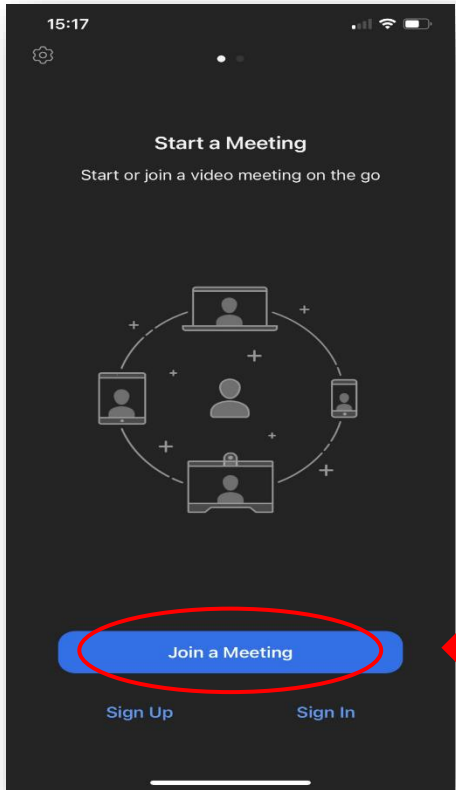 15:17
Start a Meeting
Start or join a video meeting on the go
Join a Meeting
Sign Up
Sign In